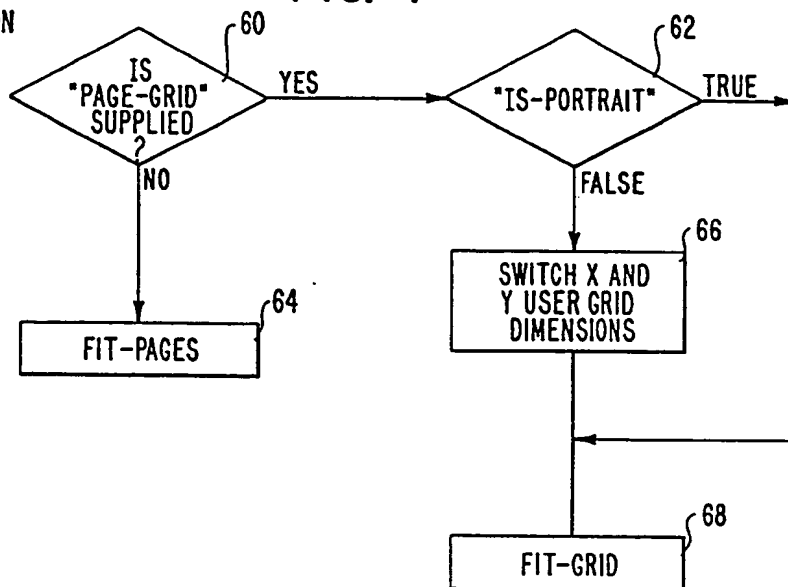 N
60
IS
"PAGE-GRID"
SUPPLIED
?
YES
NO
62
"IS-PORTRAIT"
TRUE
FALSE
66
SWITCH X AND
Y USER GRID
DIMENSIONS
64
FIT-PAGES
68
FIT-GRID